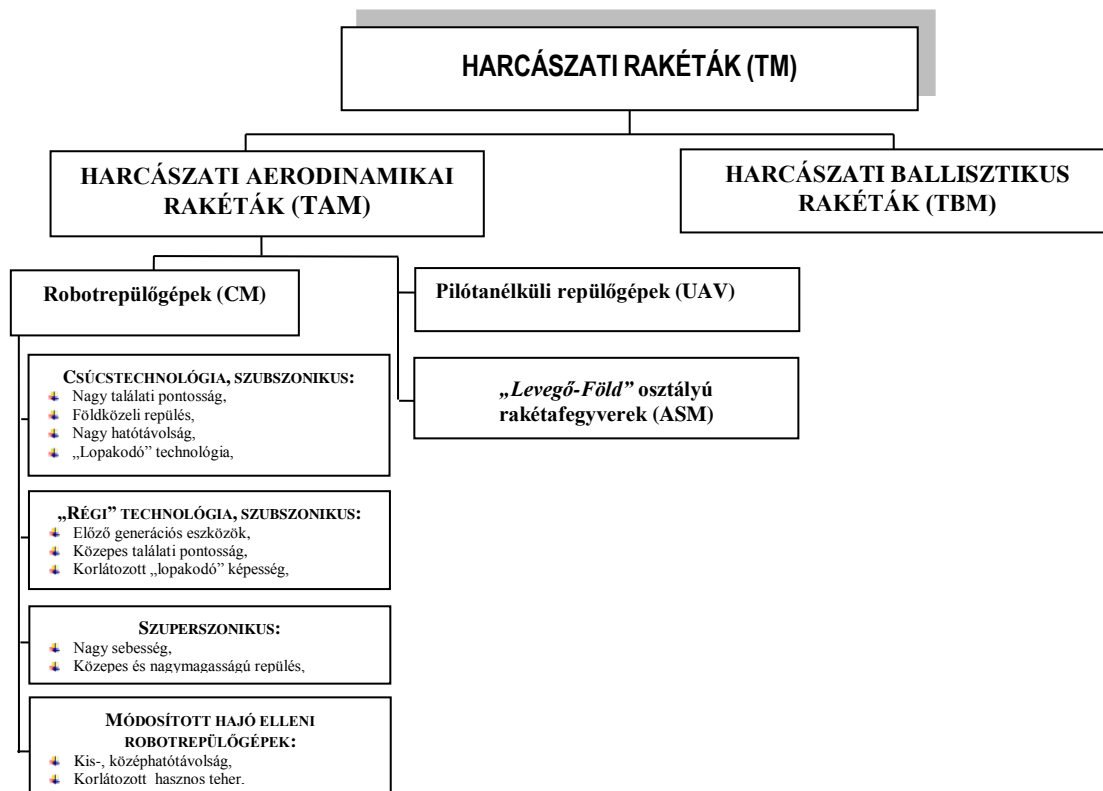 HARCÁSZATI RAKÉTÁK (TM)
HARCÁSZATI AERODINAMIKAI
RAKÉTÁK (TAM)
HARCÁSZATI BALLISZTIKUS
RAKÉTÁK (TBM)
Robotrepülőgépek (CM)
Pilótanélküli repülőgépek (UAV)
„Levegő-Föld” osztályú
rakétafegyverek (ASM)
CSÚCSTECHNOLÓGIA, SZUBSZONIKUS:
Nagy találati pontosság,
Földközeli repülés,
Nagy hatótávolság,
„Lopakodó” technológia,
„RÉGI” TECHNOLÓGIA, SZUBSZONIKUS:
Előző generációs eszközök,
Közepes találati pontosság,
Korlátozott „lopakodó” képesség,
SZUPERSZONIKUS:
Nagy sebesség,
Közepes és nagymagasságú repülés,
MÓDOSÍTOTT HAJÓ ELLENI
ROBOTREPÜLŐGÉPEK:
Kis-, középhatótávolság,
Korlátozott hasznos teher.